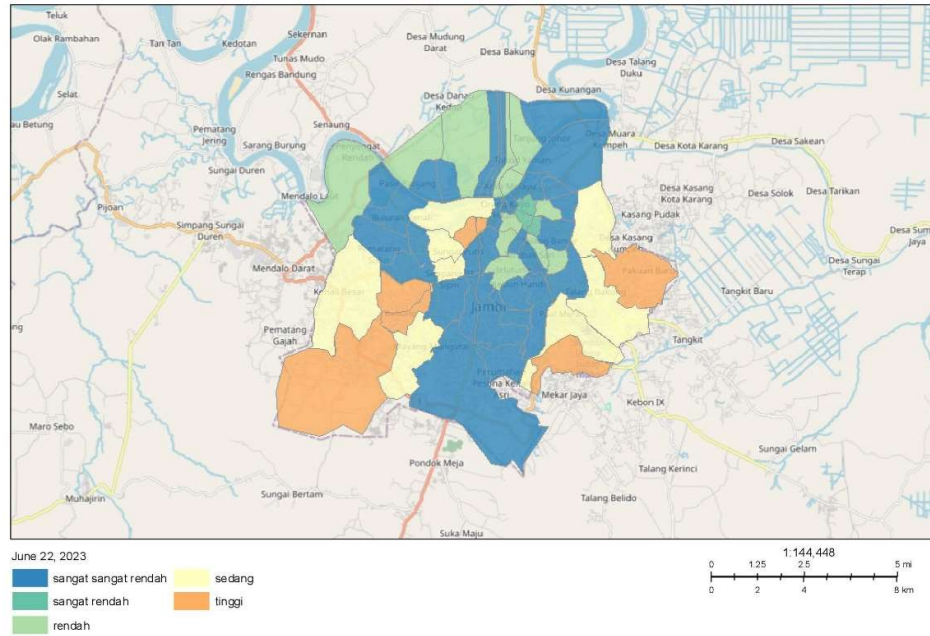 Teluk
Olak Rambahan
Tan Tan
Kedotan
Sekernan
Desa Mudung
Darat
Desa Bakung
Tunas Mudo
Rengas Bandung
Desa Talang
Duku
Selat
Senaung
Desa Kunangan
Pematang
Jering
Sarang Burung
Desa Muara
Desa Kota Karang
Desa Sakean
Sungai Duren
Mendalo
Pijoan
Desa Kasang
Kota Karang
Desa Solok
Desa Tarikan
Simpang Sungai
Duren
Kasang Pudak
Desa Sum
Jaya
Desa Kasang
Mendalo Darat
Desa Sungai
Terap
Tangkit Baru
Jambi
Pematang
Gajah
Tangkit
Mekar Jaya
Kebon IX
Maro Sebo
Sungai Gelam
Pondok Meja
Talang Kerinci
Muhajirin
Sungai Bertam
Talang Belido
Suka Maju
June 22, 2023
sangat sangat rendah
sangat rendah
rendah
sedang
tinggi
1:144,448
0 1.25 2.5 5 mi
0 2 4 8 km